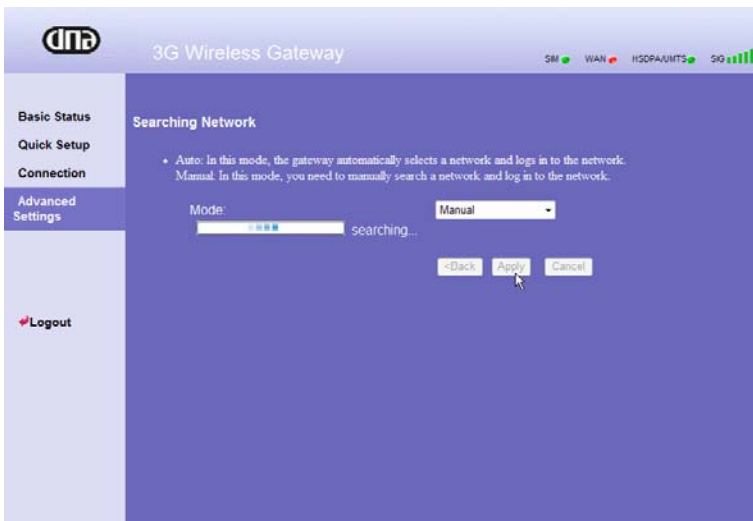 dna
3G Wireless Gateway
SIM WAN HSDPA/UMTS SIG
Basic Status
Quick Setup
Connection
Advanced
Settings
Logout
Searching Network
Auto: In this mode, the gateway automatically selects a network and logs in to the network.
Manual: In this mode, you need to manually search a network and log in to the network.
Mode: Manual
searching...
<Back Apply Cancel